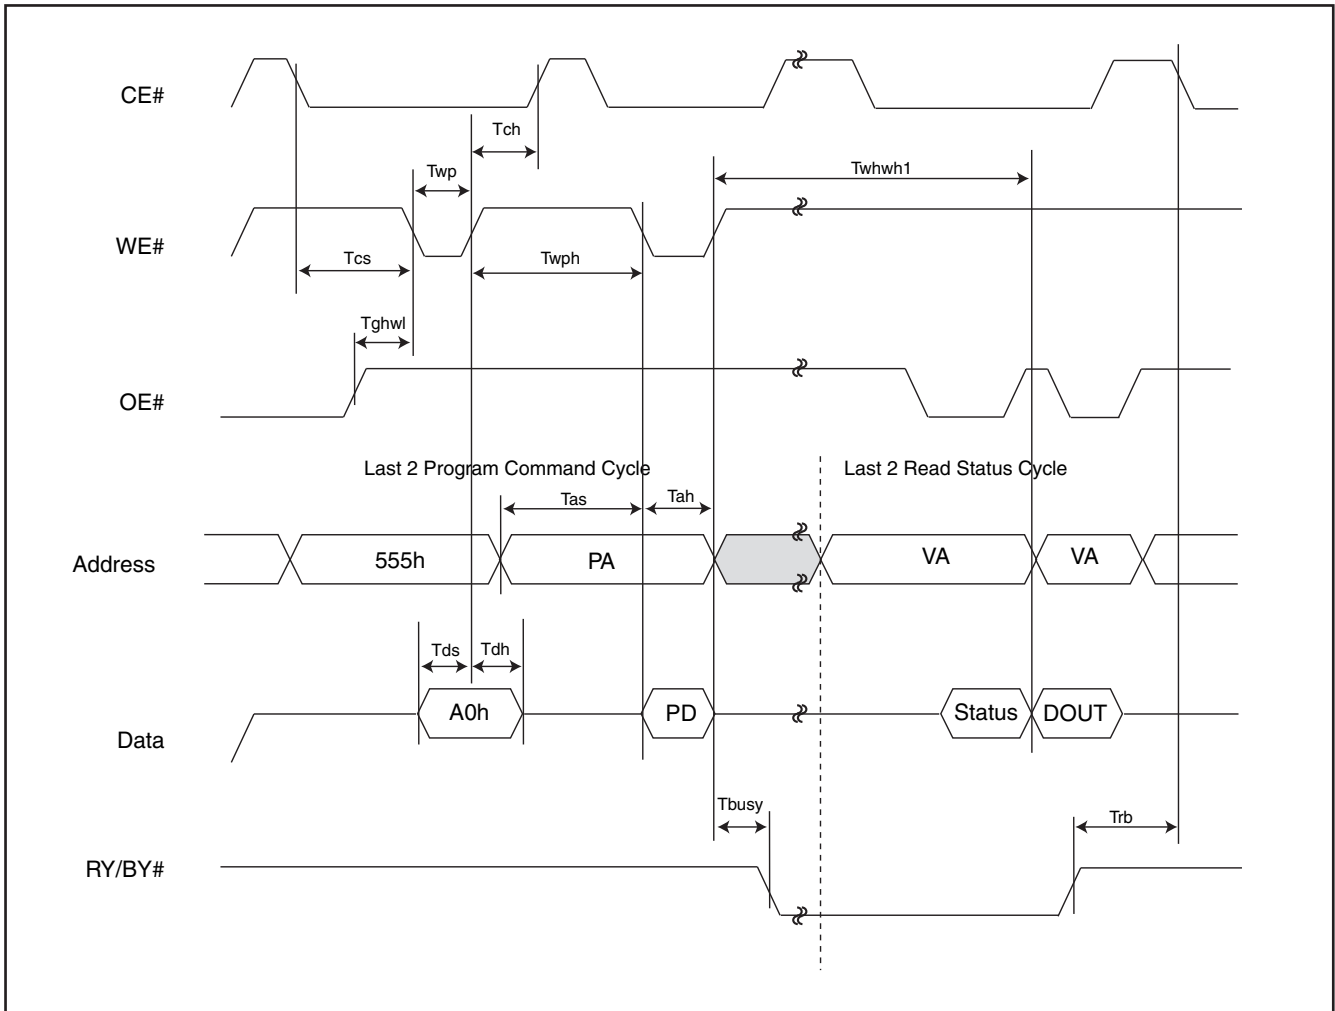 CE#
Tch
Twp
Twhwh1
WE#
Tcs
Twph
Tghwl
OE#
Last 2 Program Command Cycle
Last 2 Read Status Cycle
Tas
Tah
Address
555h
PA
VA
VA
Tds
Tdh
A0h
PD
Status
DOUT
Data
Tbusy
Trb
RY/BY#